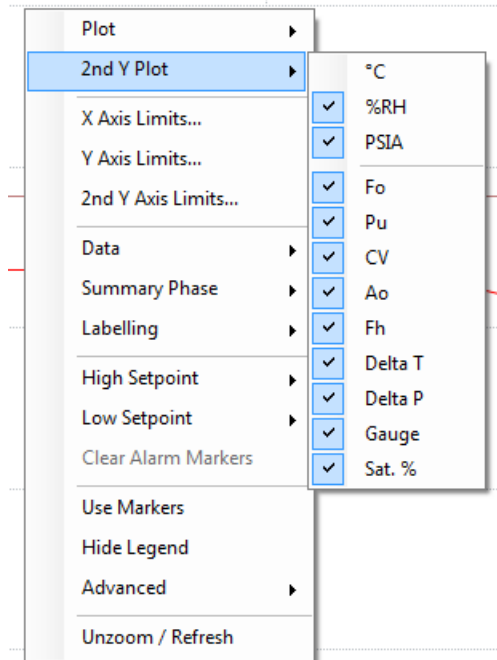 Plot
2nd Y Plot
X Axis Limits...
Y Axis Limits...
2nd Y Axis Limits...
Data
Summary Phase
Labelling
High Setpoint
Low Setpoint
Clear Alarm Markers
Use Markers
Hide Legend
Advanced
Unzoom / Refresh
°C
%RH
PSIA
Fo
Pu
CV
Ao
Fh
Delta T
Delta P
Gauge
Sat. %